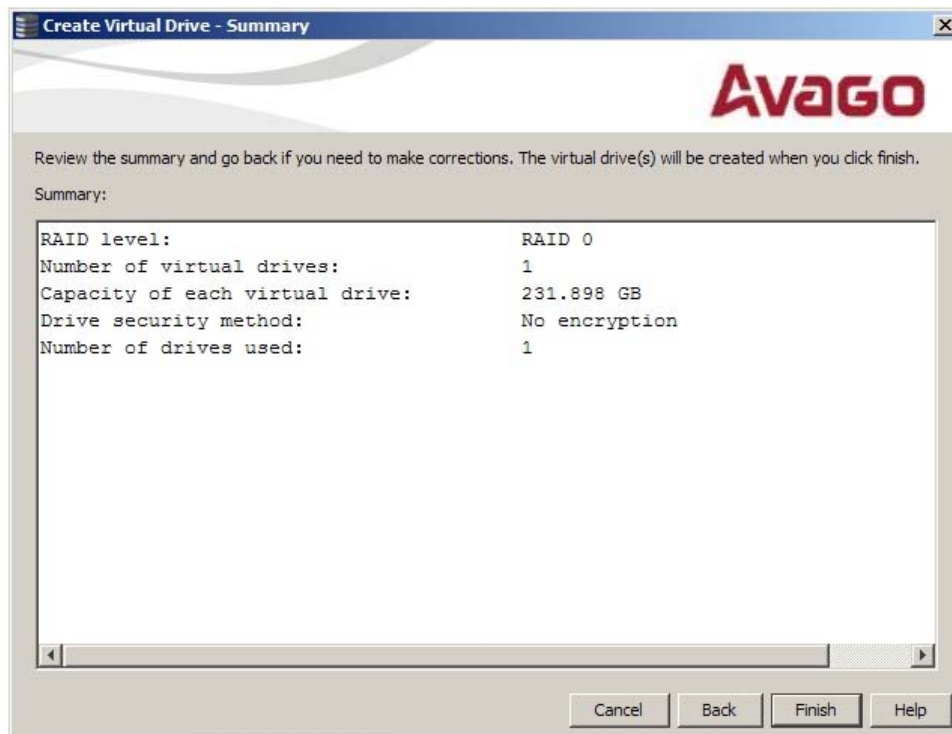 Create Virtual Drive - Summary
Avago
Review the summary and go back if you need to make corrections. The virtual drive(s) will be created when you click finish.
Summary:
RAID level: RAID 0
Number of virtual drives: 1
Capacity of each virtual drive: 231.898 GB
Drive security method: No encryption
Number of drives used: 1
Cancel Back Finish Help